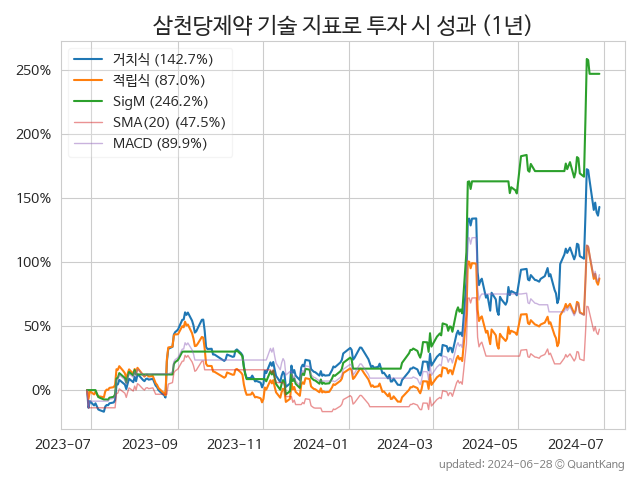 삼천당제약 기술 지표로 투자 시 성과 (1년)
거치식 (142.7%)
적립식 (87.0%)
SigM (246.2%)
SMA(20) (47.5%)
MACD (89.9%)
250%
200%
150%
100%
50%
0%
2023-07 2023-09 2023-11 2024-01 2024-03 2024-05 2024-07
updated: 2024-06-28 © QuantKang